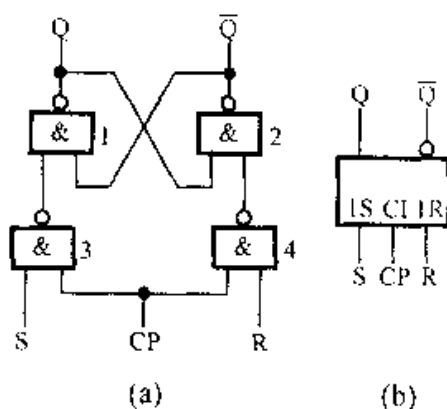 Q Q̅
& 1 & 2
Q Q̅
& 3 & 4
1S C1 1R
S CP R
S CP R
(a) (b)